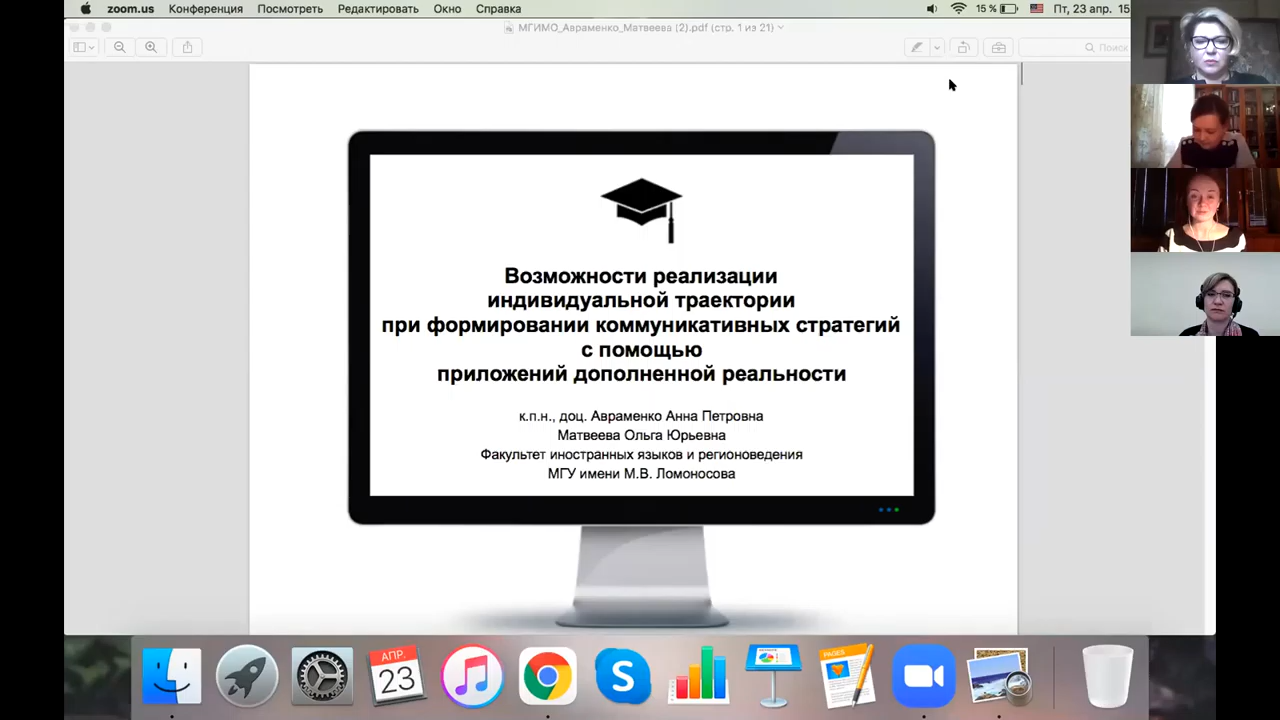 zoom.us Конференция Посмотреть Редактировать Окно Справка 15 % Пт, 23 апр. 15
МГИМО_Авраменко_Матвеева (2).pdf (стр. 1 из 21)
Поиск
Возможности реализации
индивидуальной траектории
при формировании коммуникативных стратегий
с помощью
приложений дополненной реальности
к.п.н., доц. Авраменко Анна Петровна
Матвеева Ольга Юрьевна
Факультет иностранных языков и регионоведения
МГУ имени М.В. Ломоносова
АПР.
23